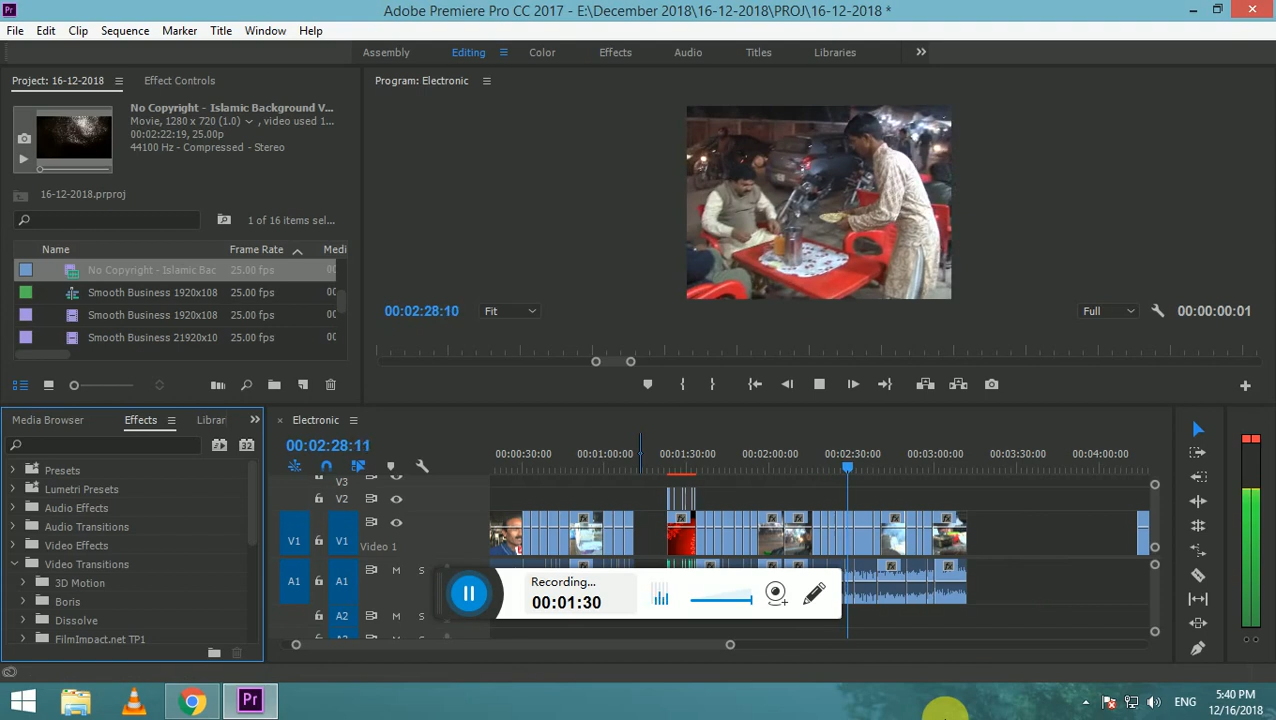 Adobe Premiere Pro CC 2017 - E:\December 2018\16-12-2018\PROJ\16-12-2018 *
File Edit Clip Sequence Marker Title Window Help
Assembly Editing Color Effects Audio Titles Libraries
Project: 16-12-2018 Effect Controls
Program: Electronic
No Copyright - Islamic Background V...
Movie, 1280 x 720 (1.0) , video used 1...
00:02:22:19, 25.00p
44100 Hz - Compressed - Stereo
16-12-2018.prproj
1 of 16 items sel...
Name Frame Rate Medi
No Copyright - Islamic Bac 25.00 fps
Smooth Business 1920x108 25.00 fps
Smooth Business 1920x108 25.00 fps
Smooth Business 21920x10 25.00 fps
00:02:28:10 Fit Full 00:00:00:01
Media Browser Effects Librar
Electronic
32
00:02:28:11
00:00:30:00 00:01:00:00 00:01:30:00 00:02:00:00 00:02:30:00 00:03:00:00 00:03:30:00 00:04:00:00
Presets
Lumetri Presets
Audio Effects
Audio Transitions
Video Effects
Video Transitions
3D Motion
Boris
Dissolve
FilmImpact.net TP1
V3
V2
V1 V1 Video 1
A1 A1 M S
A2 M S
Recording...
00:01:30
ENG
5:40 PM
12/16/2018